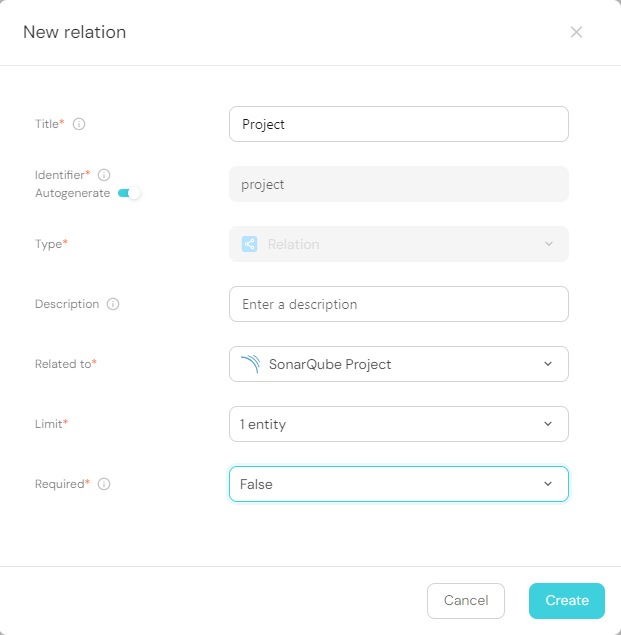 New relation
Title*
Project
Identifier*
Autogenerate
project
Type*
Relation
Description
Enter a description
Related to*
SonarQube Project
Limit*
1 entity
Required*
False
Cancel
Create